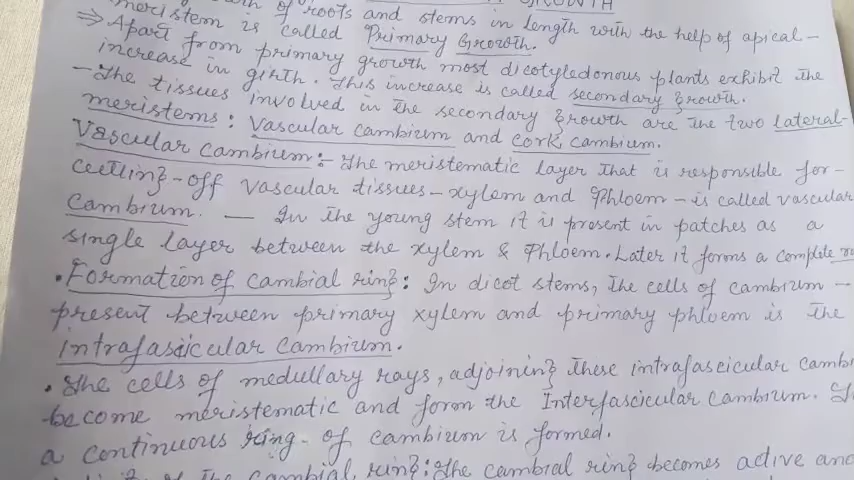 GROWTH
of roots and stems in length with the help of apical-
meristem is called Primary Growth.
⇒ Apart from primary growth most dicotyledonous plants exhibit the
increase in girth. This increase is called secondary growth.
- The tissues involved in the secondary growth are the two lateral-
meristems: Vascular cambium and cork cambium.
Vascular cambium:- The meristematic layer that is responsible for-
cutting-off vascular tissues-xylem and Phloem-is called vascular
cambium. — In the young stem it is present in patches as a
single layer between the xylem & Phloem. Later it forms a complete
• Formation of cambial ring: In dicot stems, the cells of cambium -
present between primary xylem and primary phloem is the
intrafascicular cambium.
• The cells of medullary rays, adjoining these intrafascicular
become meristematic and form the Interfascicular cambium.
a continuous ring of cambium is formed.
the cambial ring: The cambial ring becomes active and